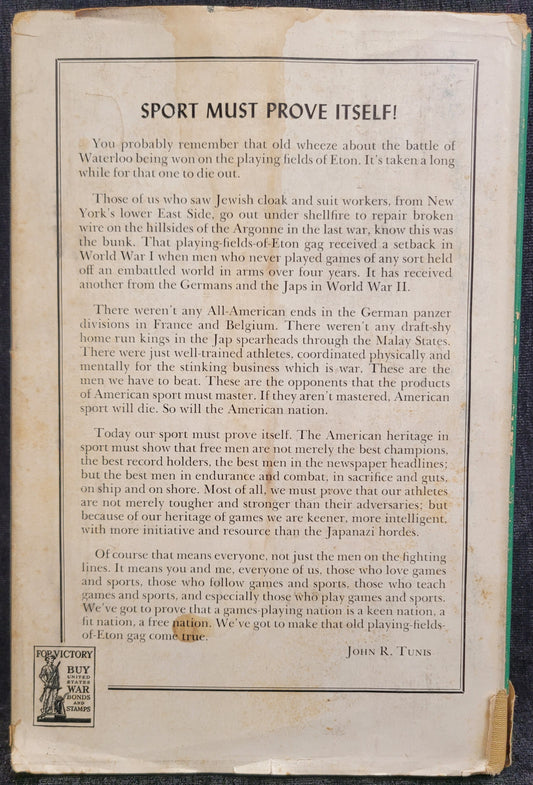 SPORT MUST PROVE ITSELF!
You probably remember that old wheeze about the battle of
Waterloo being won on the playing fields of Eton. It's taken a long
while for that one to die out.
Those of us who saw Jewish cloak and suit workers, from New
York's lower East Side, go out under shellfire to repair broken
wire on the hillsides of the Argonne in the last war, know this was
the bunk. That playing-fields-of-Eton gag received a setback in
World War I when men who never played games of any sort held
off an embattled world in arms over four years. It has received
another from the Germans and the Japs in World War II.
There weren't any All-American ends in the German panzer
divisions in France and Belgium. There weren't any draft-shy
home run kings in the Jap spearheads through the Malay States.
There were just well-trained athletes, coordinated physically and
mentally for the stinking business which is war. These are the
men we have to beat. These are the opponents that the products
of American sport must master. If they aren't mastered, American
sport will die. So will the American nation.
Today our sport must prove itself. The American heritage in
sport must show that free men are not merely the best champions,
the best record holders, the best men in the newspaper headlines;
but the best men in endurance and combat, in sacrifice and guts,
on ship and on shore. Most of all, we must prove that our athletes
are not merely tougher and stronger than their adversaries; but
because of our heritage of games we are keener, more intelligent,
with more initiative and resource than the Japanazi hordes.
Of course that means everyone, not just the men on the fighting
lines. It means you and me, everyone of us, those who love games
and sports, those who follow games and sports, those who teach
games and sports, and especially those who play games and sports.
We've got to prove that a games-playing nation is a keen nation, a
fit nation, a free nation. We've got to make that old playing-fields-
of-Eton gag come true.
JOHN R. TUNIS
FOR VICTORY
BUY
UNITED
STATES
WAR
BONDS
AND
STAMPS